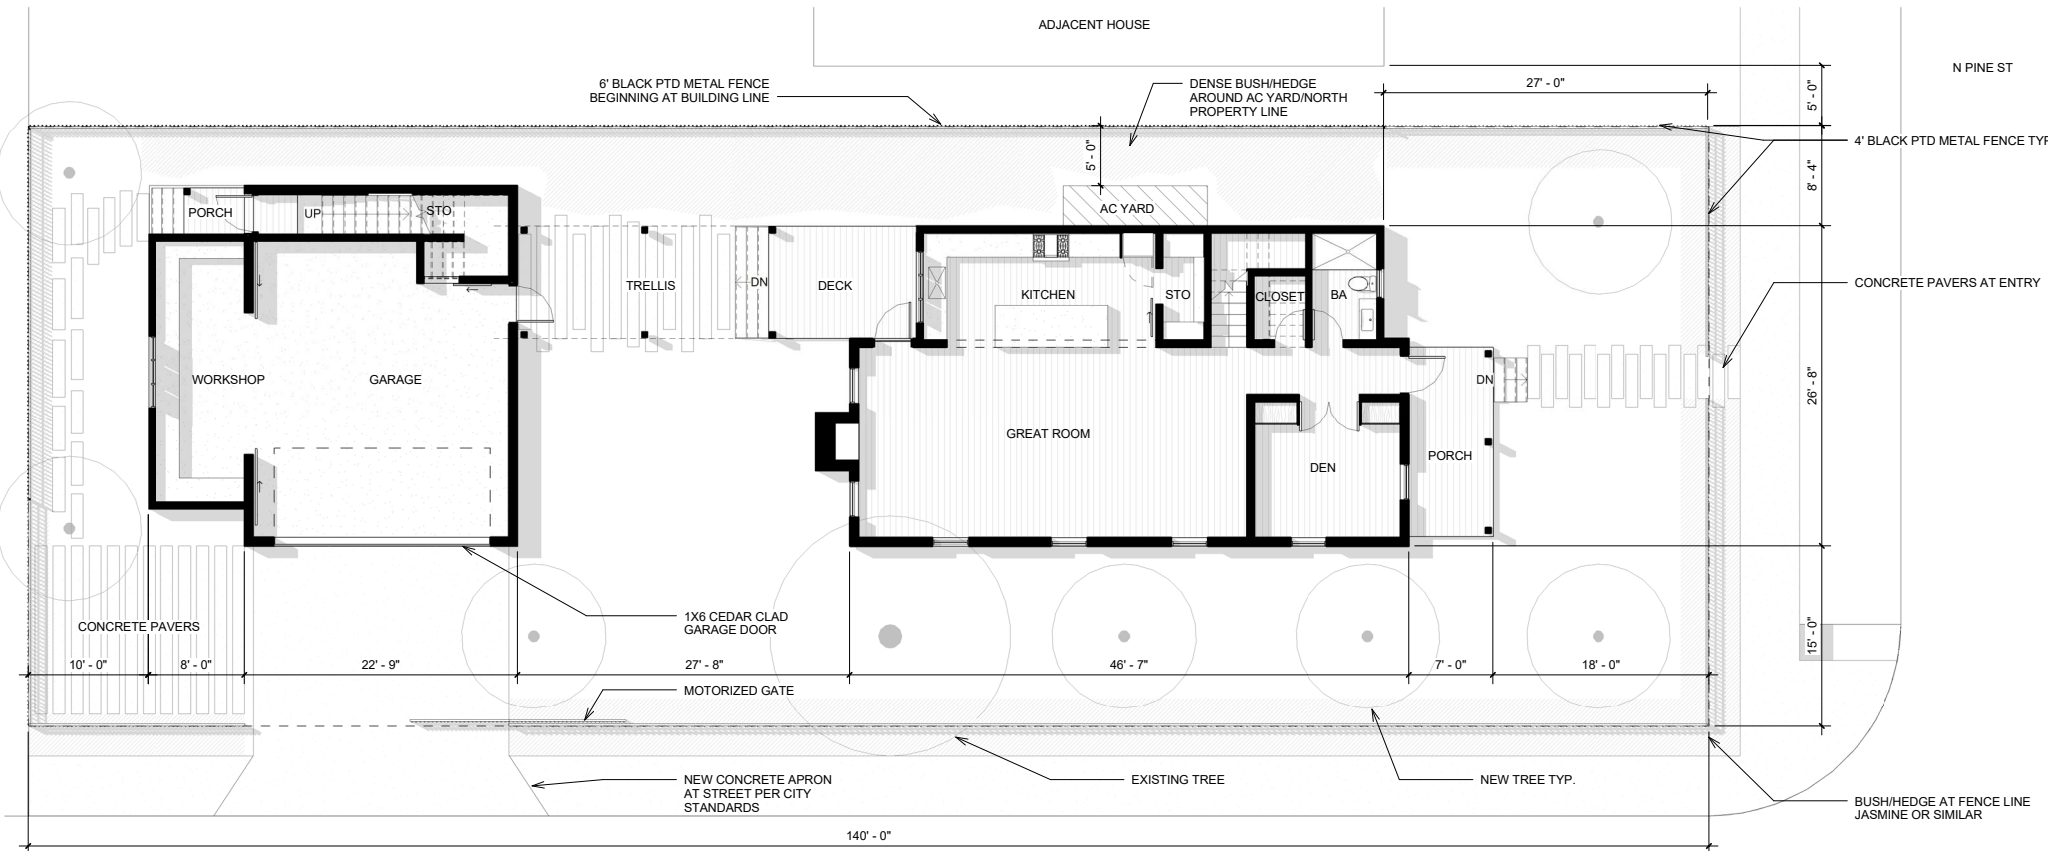 ADJACENT HOUSE
N PINE ST
6' BLACK PTD METAL FENCE
BEGINNING AT BUILDING LINE
DENSE BUSH/HEDGE
AROUND AC YARD/NORTH
PROPERTY LINE
27' - 0"
5' - 0"
4' BLACK PTD METAL FENCE TYP
5' - 0"
8' - 4"
PORCH
UP
STO
AC YARD
TRELLIS
DN
DECK
KITCHEN
STO
CLOSET
BA
CONCRETE PAVERS AT ENTRY
WORKSHOP
GARAGE
DN
26' - 8"
GREAT ROOM
PORCH
DEN
1X6 CEDAR CLAD
GARAGE DOOR
CONCRETE PAVERS
15' - 0"
10' - 0"
8' - 0"
22' - 9"
27' - 8"
46' - 7"
7' - 0"
18' - 0"
MOTORIZED GATE
NEW CONCRETE APRON
AT STREET PER CITY
STANDARDS
EXISTING TREE
NEW TREE TYP.
BUSH/HEDGE AT FENCE LINE
JASMINE OR SIMILAR
140' - 0"